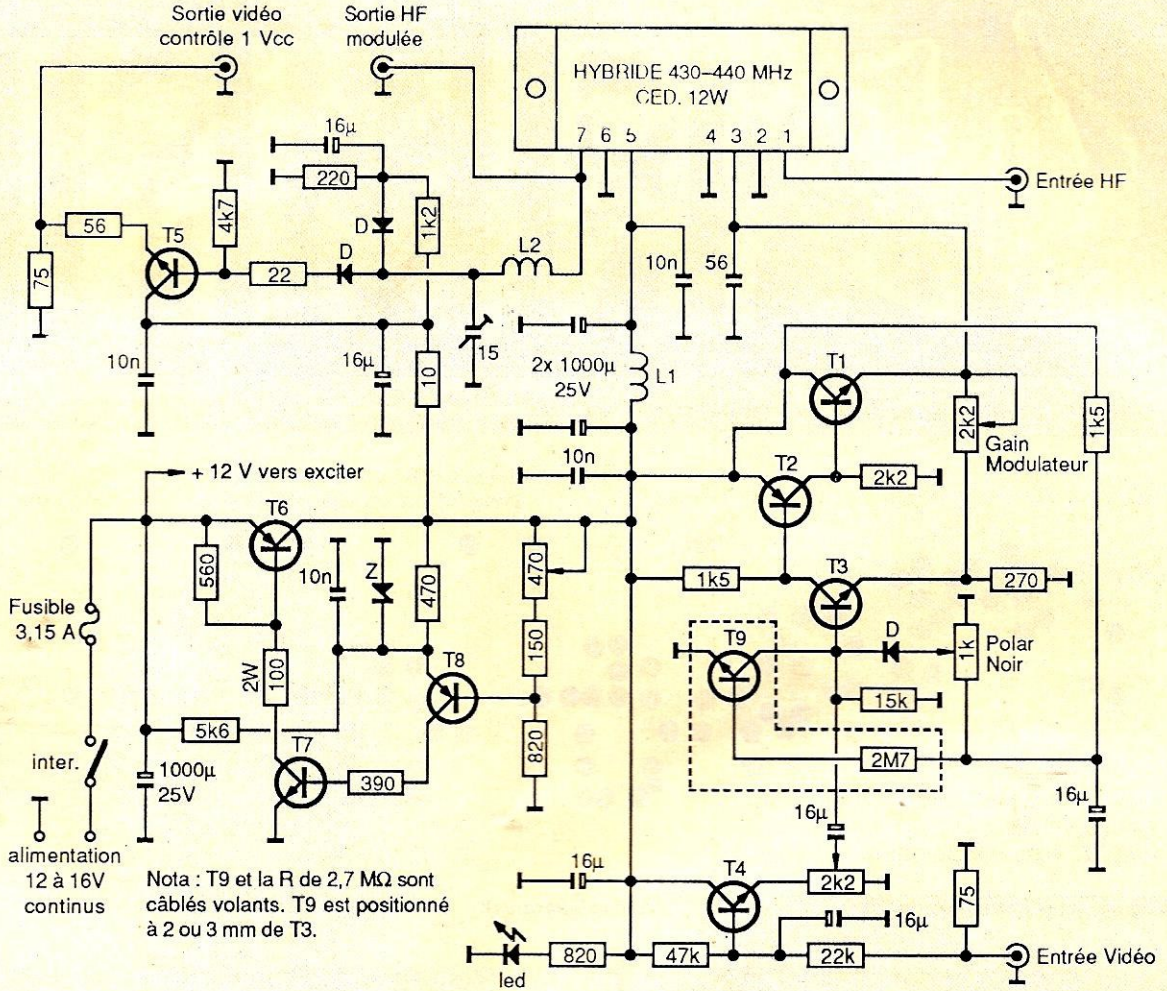 Sortie vidéo
contrôle 1 Vcc
Sortie HF
modulée
HYBRIDE 430–440 MHz
CED. 12W
7 6 5 4 3 2 1
Entrée HF
16µ
220
4k7
1k2
D
56
T5
D
22
L2
75
10n
56
15
10n
16µ
10
2x 1000µ
25V
L1
T1
2k2
1k5
Gain
Modulateur
10n
T2
2k2
+ 12 V vers exciter
T6
560
10n
Z
470
470
1k5
T3
270
Fusible
3,15 A
2W
100
150
T9
D
1k
Polar
Noir
T8
15k
5k6
820
2M7
T7
inter.
1000µ
25V
390
16µ
16µ
alimentation
12 à 16V
continus
Nota : T9 et la R de 2,7 MΩ sont
câblés volants. T9 est positionné
à 2 ou 3 mm de T3.
16µ
T4
2k2
75
16µ
led
820
47k
22k
Entrée Vidéo